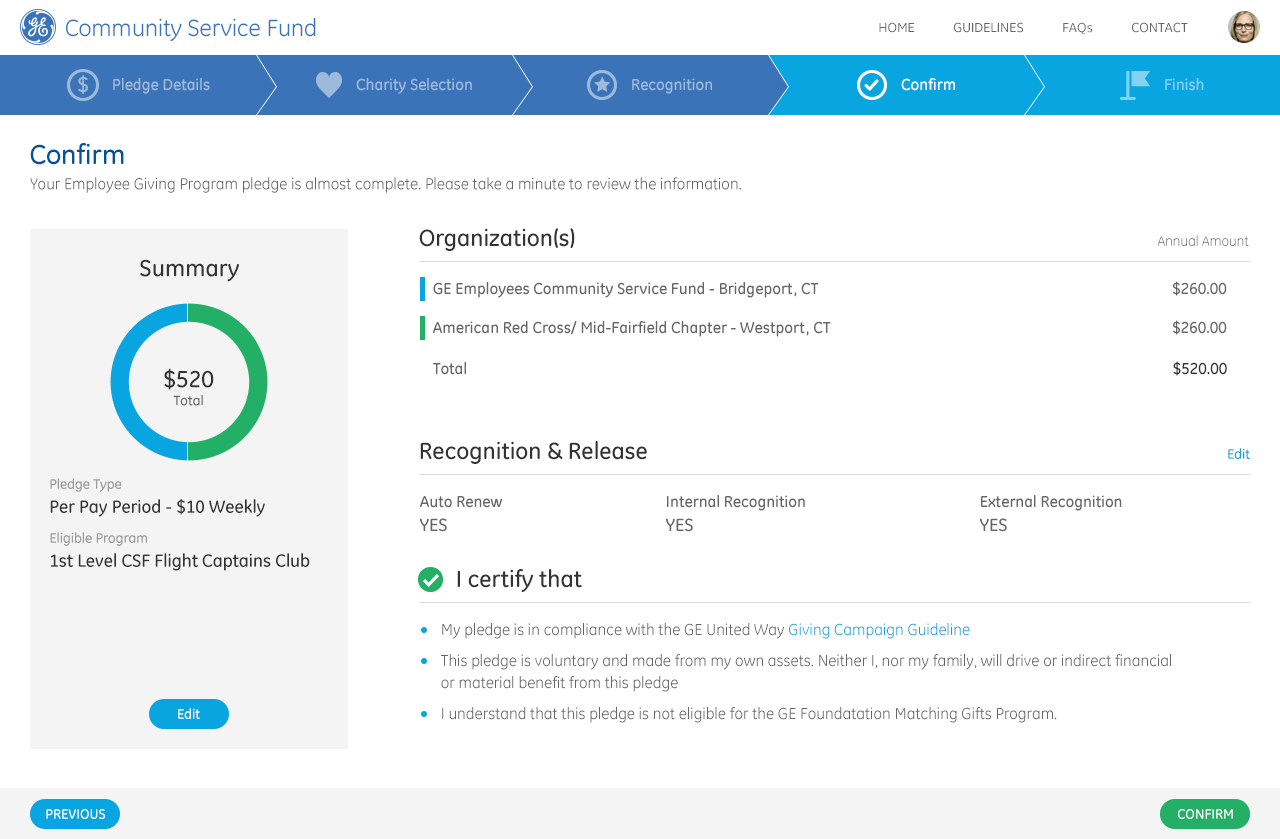 Community Service Fund
HOME GUIDELINES FAQs CONTACT
Pledge Details Charity Selection Recognition Confirm Finish
Confirm
Your Employee Giving Program pledge is almost complete. Please take a minute to review the information.
Summary
$520
Total
Pledge Type
Per Pay Period - $10 Weekly
Eligible Program
1st Level CSF Flight Captains Club
Edit
Organization(s) Annual Amount
GE Employees Community Service Fund - Bridgeport, CT $260.00
American Red Cross/ Mid-Fairfield Chapter - Westport, CT $260.00
Total $520.00
Recognition & Release Edit
Auto Renew Internal Recognition External Recognition
YES YES YES
I certify that
My pledge is in compliance with the GE United Way Giving Campaign Guideline
This pledge is voluntary and made from my own assets. Neither I, nor my family, will drive or indirect financial
or material benefit from this pledge
I understand that this pledge is not eligible for the GE Foundatation Matching Gifts Program.
PREVIOUS CONFIRM